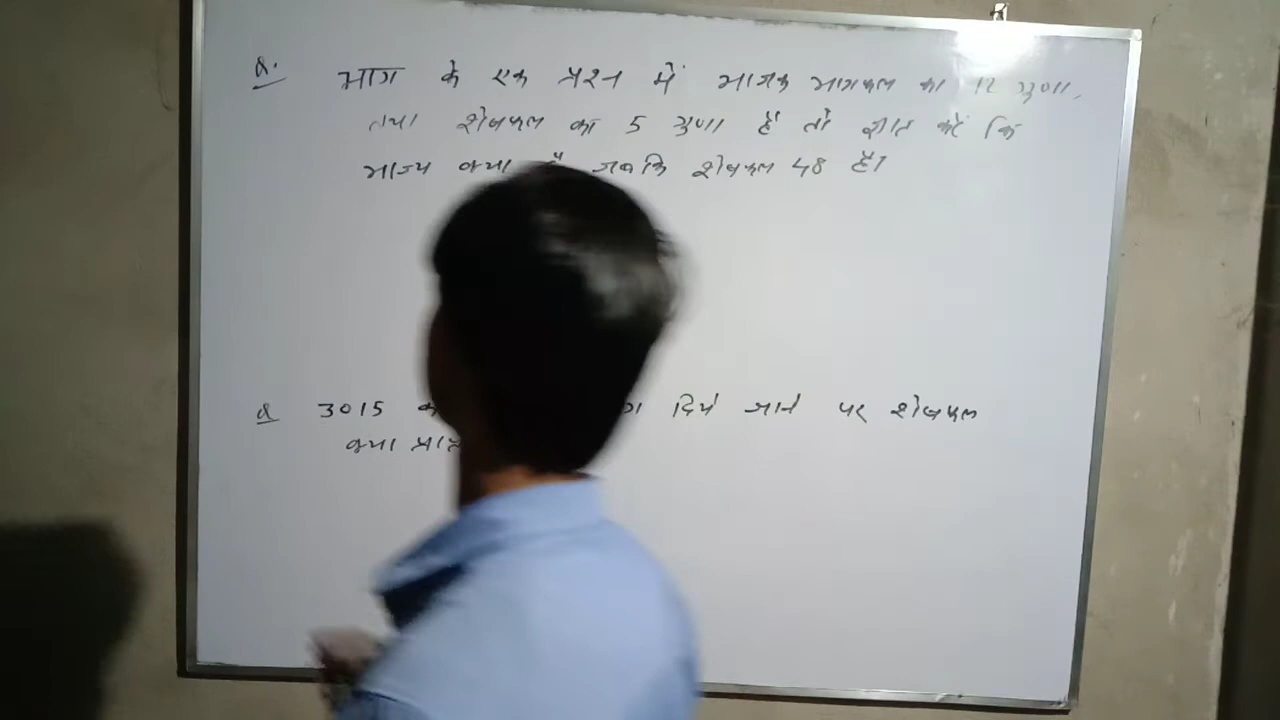 Q. भाग के एक प्रश्न में भाजक भागफल का 12 गुणा,
तथा शेषफल का 5 गुणा है तो ज्ञात करें कि
भाज्य क्या है जबकि शेषफल 48 है।
Q 3015 दिये जाने पर शेषफल
क्या